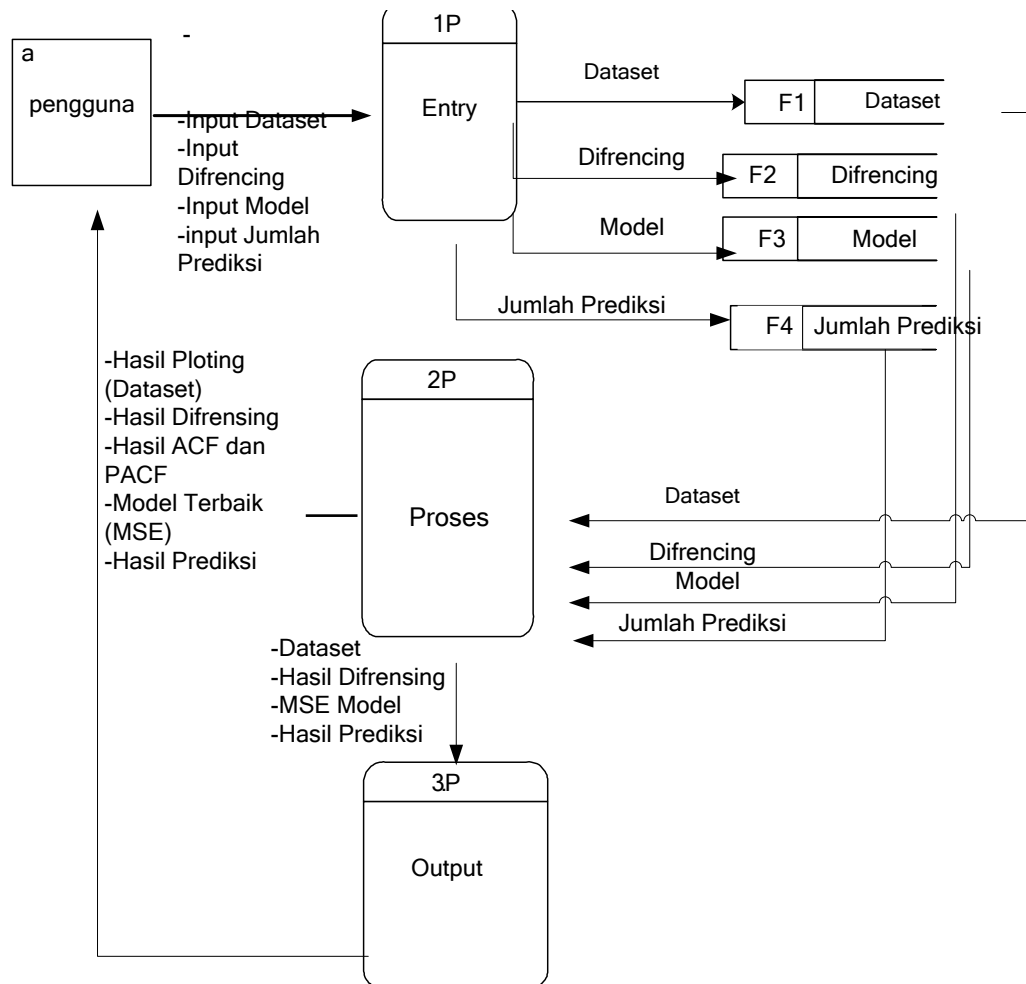 a
pengguna
-
-Input Dataset
-Input
Difrencing
-Input Model
-input Jumlah
Prediksi
1P
Entry
Dataset
F1 Dataset
Difrencing
F2 Difrencing
Model
F3 Model
Jumlah Prediksi
F4 Jumlah Prediksi
-Hasil Ploting
(Dataset)
-Hasil Difrensing
-Hasil ACF dan
PACF
-Model Terbaik
(MSE)
-Hasil Prediksi
2P
Proses
Dataset
Difrencing
Model
Jumlah Prediksi
-Dataset
-Hasil Difrensing
-MSE Model
-Hasil Prediksi
3.P
Output